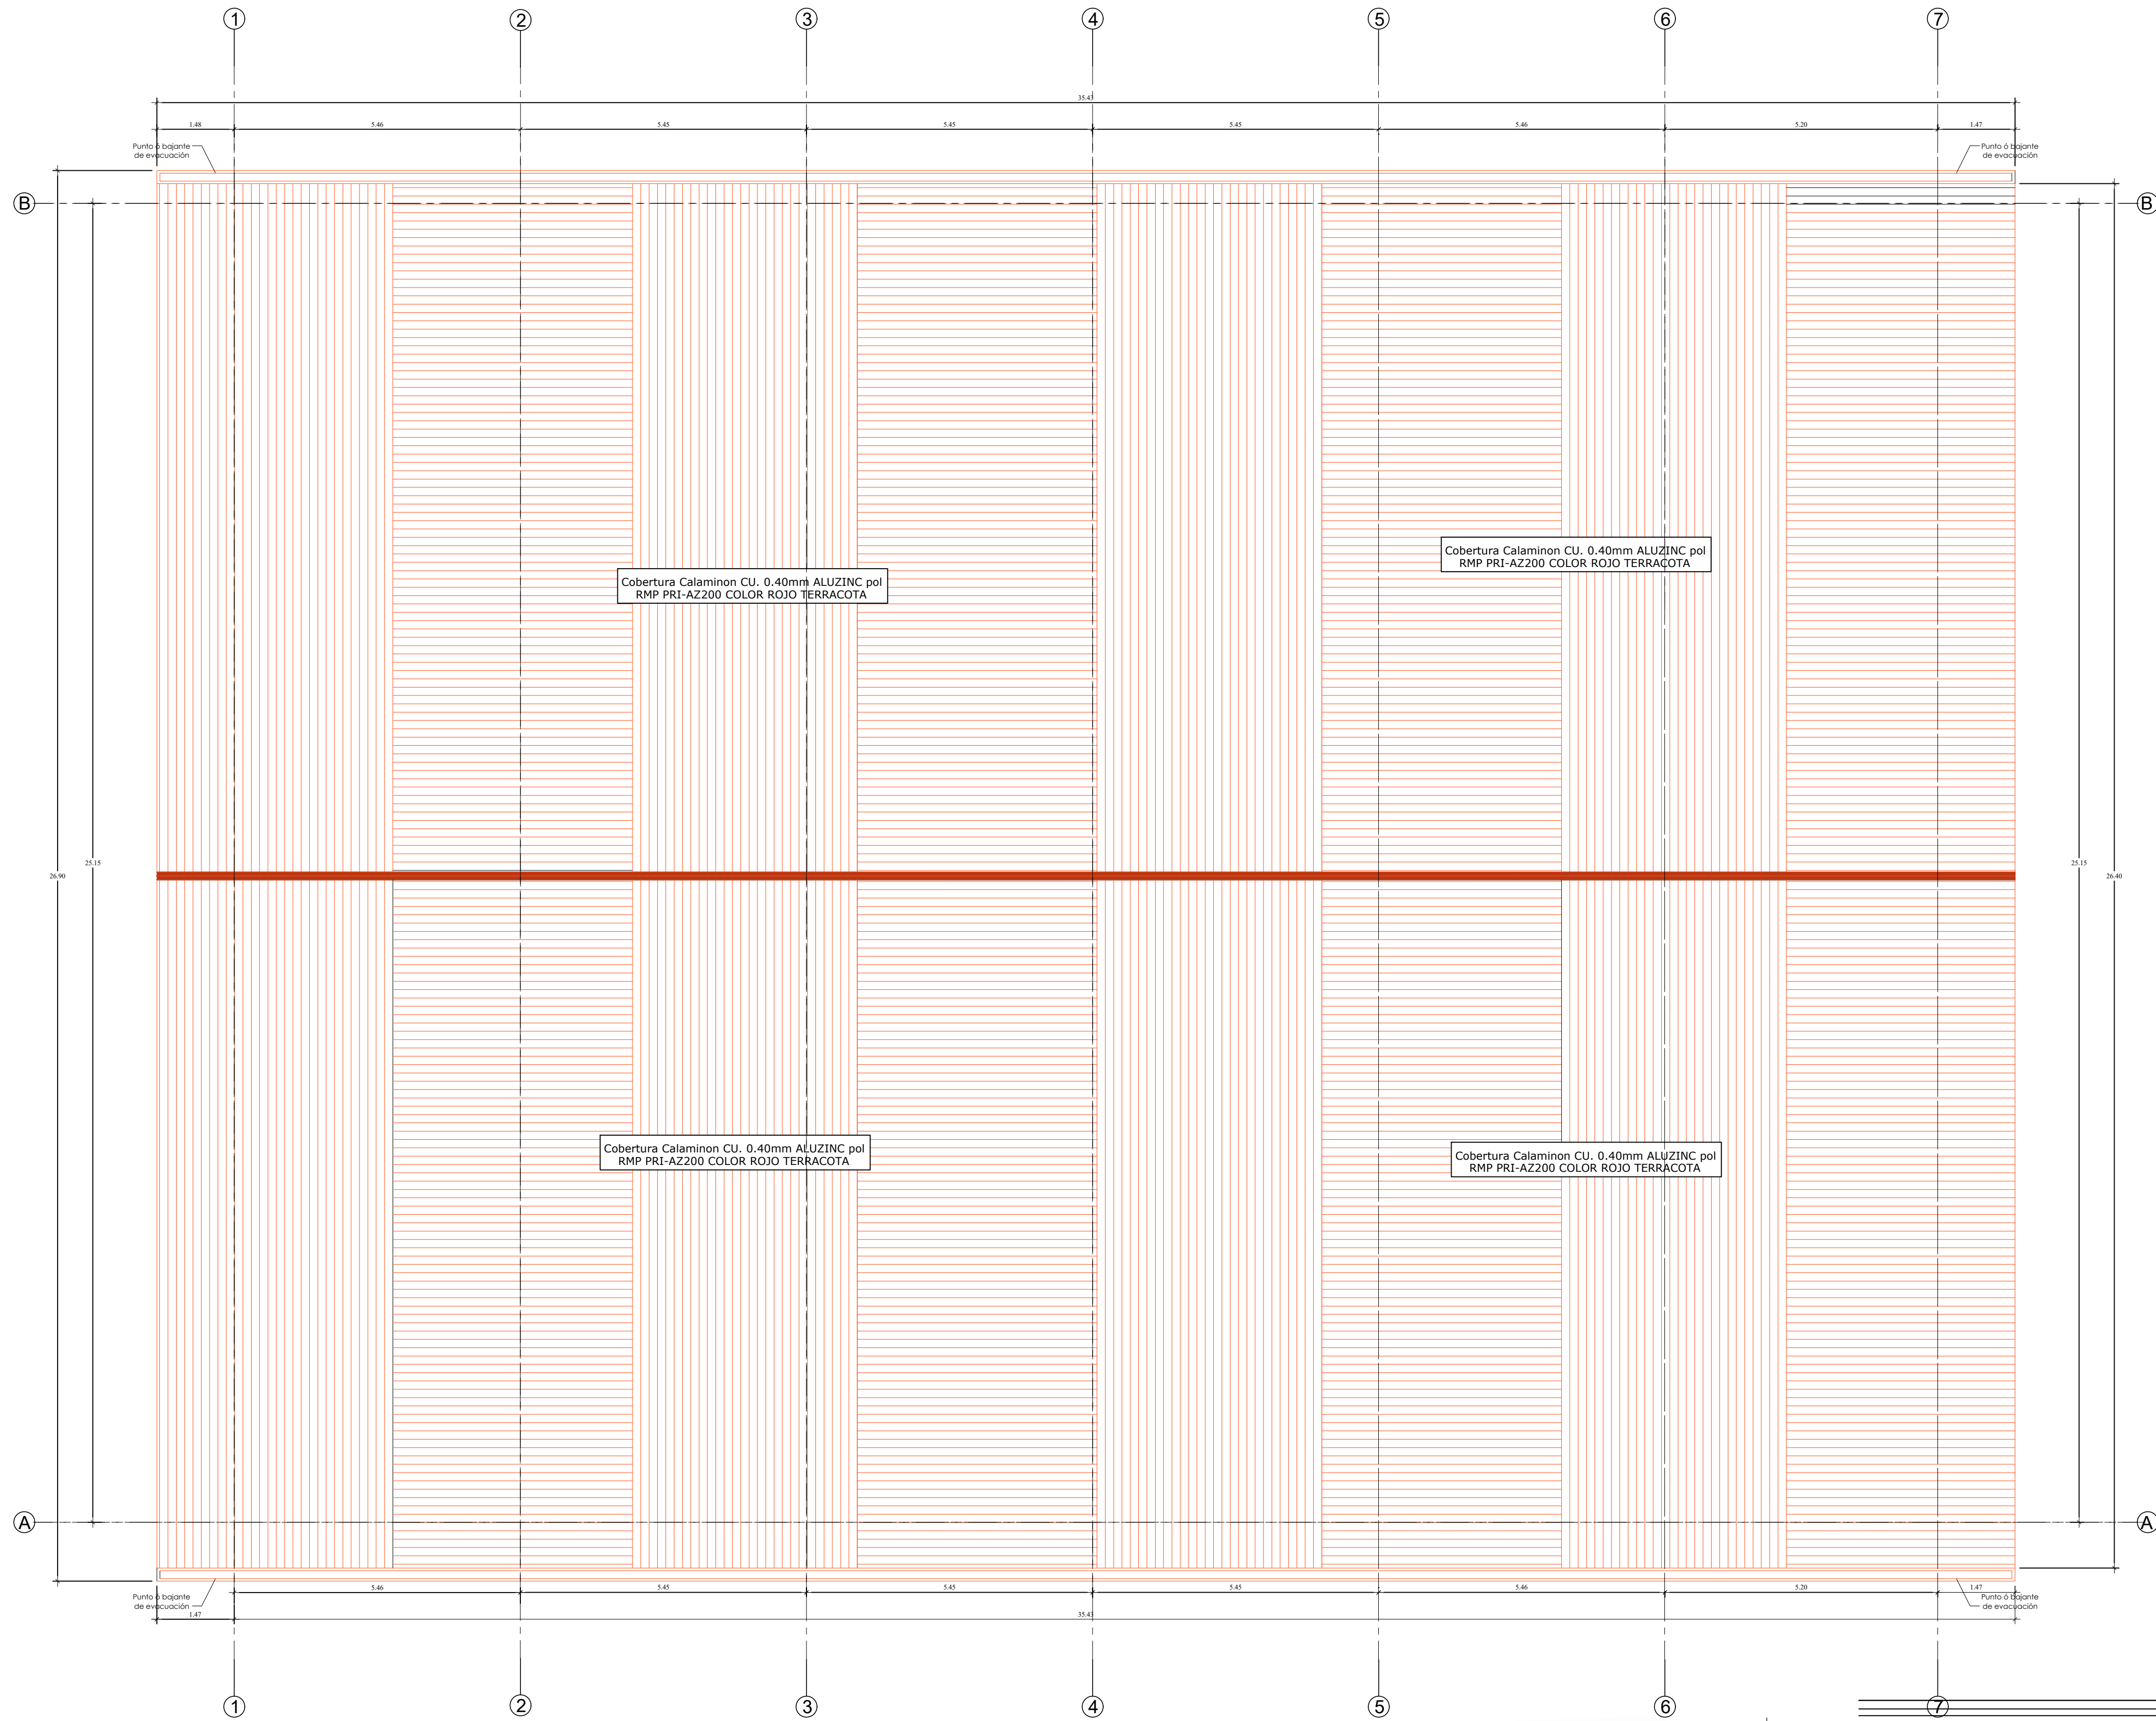 1
2
3
4
5
6
7
35.43
1.48
5.46
5.45
5.45
5.45
5.46
5.20
1.47
Punto ó bajante
de evacuación
Punto ó bajante
de evacuación
B
B
Cobertura Calaminon CU. 0.40mm ALUZINC pol
RMP PRI-AZ200 COLOR ROJO TERRACOTA
Cobertura Calaminon CU. 0.40mm ALUZINC pol
RMP PRI-AZ200 COLOR ROJO TERRACOTA
25.15
26.90
25.15
26.40
Cobertura Calaminon CU. 0.40mm ALUZINC pol
RMP PRI-AZ200 COLOR ROJO TERRACOTA
Cobertura Calaminon CU. 0.40mm ALUZINC pol
RMP PRI-AZ200 COLOR ROJO TERRACOTA
A
A
5.46
5.45
5.45
5.45
5.46
5.20
1.47
Punto ó bajante
de evacuación
Punto ó bajante
de evacuación
1.47
35.43
1
2
3
4
5
6
7